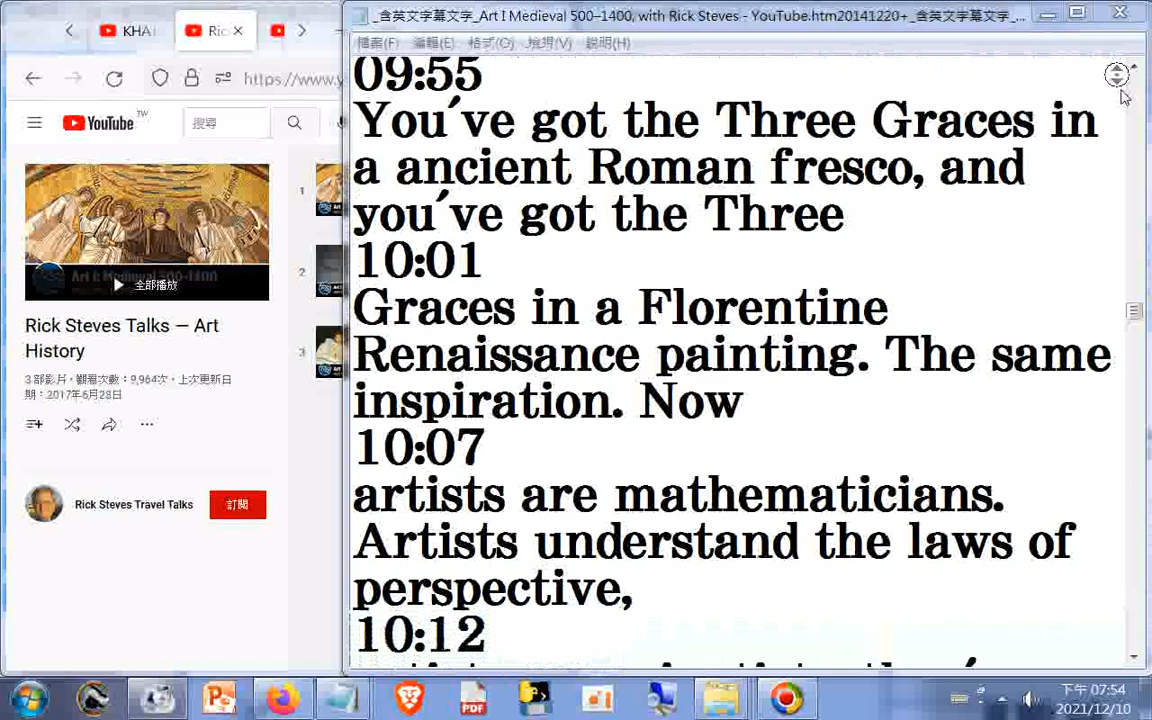 KHA
Ric
https://www.y
YouTube
TW
搜尋
Art I: Medieval 500-1400
全部播放
1
2
3
Rick Steves Talks — Art
History
3 部影片・觀看次數：9,964次・上次更新日
期：2017年6月28日
Rick Steves Travel Talks
訂閱
_含英文字幕文字_Art I Medieval 500–1400, with Rick Steves - YouTube.htm20141220+_含英文字幕文字_...
檔案(F) 編輯(E) 格式(O) 檢視(V) 說明(H)
09:55
You´ve got the Three Graces in
a ancient Roman fresco, and
you´ve got the Three
10:01
Graces in a Florentine
Renaissance painting. The same
inspiration. Now
10:07
artists are mathematicians.
Artists understand the laws of
perspective,
10:12
PDF
下午 07:54
2021/12/10